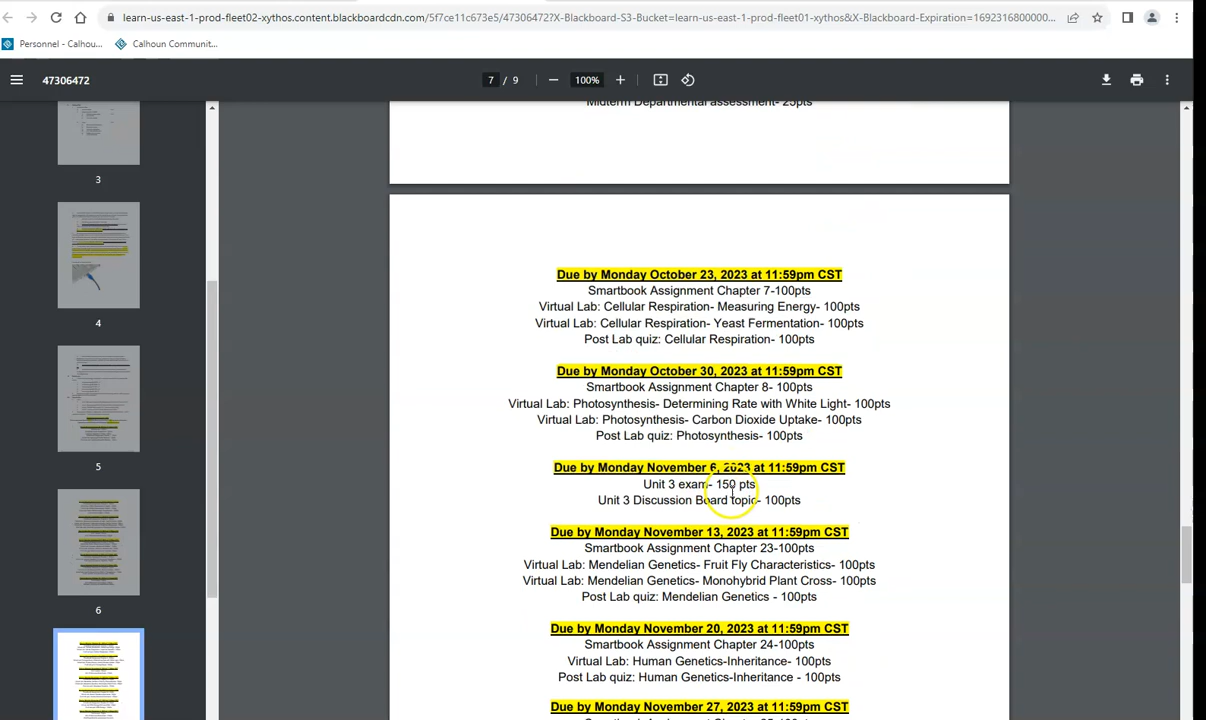 learn-us-east-1-prod-fleet02-xythos.content.blackboardcdn.com/5f7ce11c673e5/47306472?X-Blackboard-S3-Bucket=learn-us-east-1-prod-fleet01-xythos&X-Blackboard-Expiration=1692316800000...
Personnel - Calhou... Calhoun Communit...
47306472
7 / 9
100%
Midterm Departmental assessment- 25pts
3
4
5
6
Due by Monday October 23, 2023 at 11:59pm CST
Smartbook Assignment Chapter 7-100pts
Virtual Lab: Cellular Respiration- Measuring Energy- 100pts
Virtual Lab: Cellular Respiration- Yeast Fermentation- 100pts
Post Lab quiz: Cellular Respiration- 100pts
Due by Monday October 30, 2023 at 11:59pm CST
Smartbook Assignment Chapter 8- 100pts
Virtual Lab: Photosynthesis- Determining Rate with White Light- 100pts
Virtual Lab: Photosynthesis- Carbon Dioxide Uptake- 100pts
Post Lab quiz: Photosynthesis- 100pts
Due by Monday November 6, 2023 at 11:59pm CST
Unit 3 exam- 150 pts
Unit 3 Discussion Board topic- 100pts
Due by Monday November 13, 2023 at 11:59pm CST
Smartbook Assignment Chapter 23-100pts
Virtual Lab: Mendelian Genetics- Fruit Fly Characteristics- 100pts
Virtual Lab: Mendelian Genetics- Monohybrid Plant Cross- 100pts
Post Lab quiz: Mendelian Genetics - 100pts
Due by Monday November 20, 2023 at 11:59pm CST
Smartbook Assignment Chapter 24-100pts
Virtual Lab: Human Genetics-Inheritance- 100pts
Post Lab quiz: Human Genetics-Inheritance - 100pts
Due by Monday November 27, 2023 at 11:59pm CST